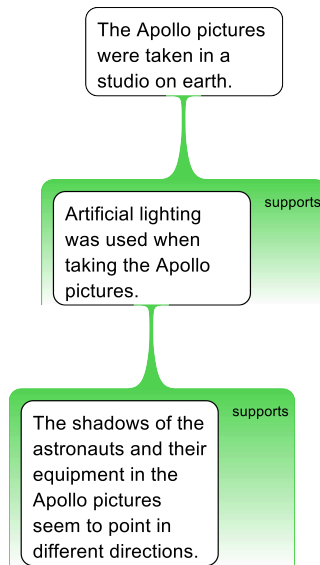 The Apollo pictures
were taken in a
studio on earth.
supports
Artificial lighting
was used when
taking the Apollo
pictures.
supports
The shadows of the
astronauts and their
equipment in the
Apollo pictures
seem to point in
different directions.